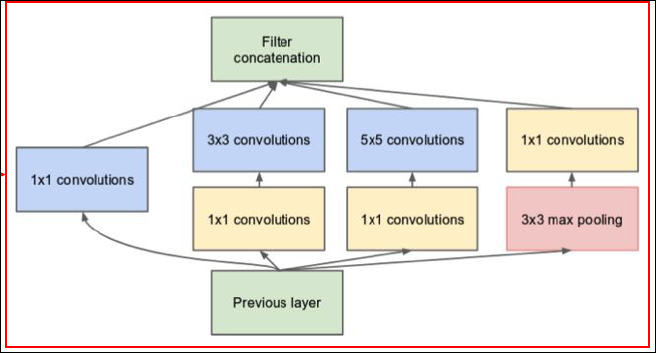 Filter
concatenation
3x3 convolutions
5x5 convolutions
1x1 convolutions
1x1 convolutions
1x1 convolutions
1x1 convolutions
3x3 max pooling
Previous layer